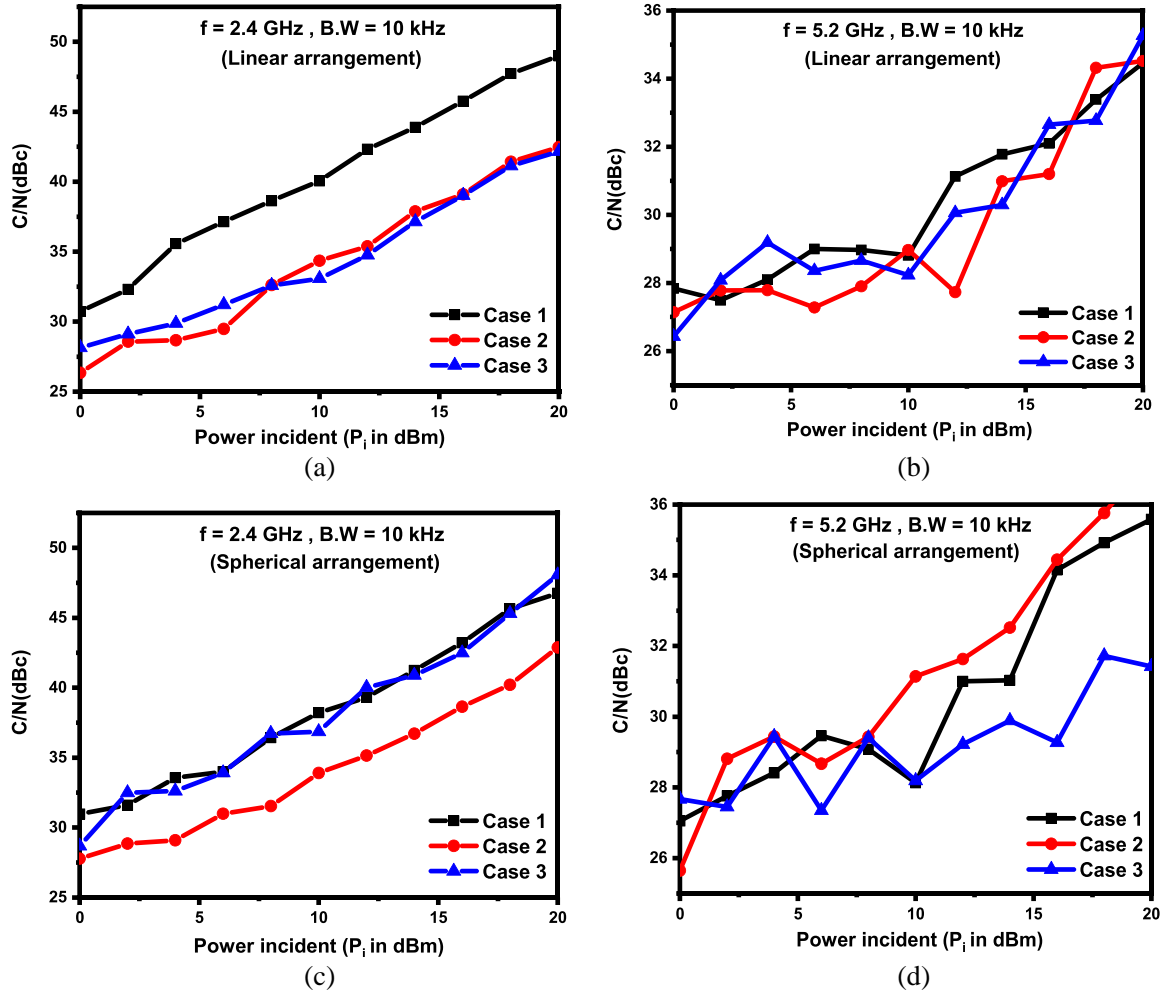 f = 2.4 GHz , B.W = 10 kHz
(Linear arrangement)
C/N(dBc)
50
45
40
35
30
25
0
5
10
15
20
Case 1
Case 2
Case 3
Power incident (Pi in dBm)
(a)
f = 5.2 GHz , B.W = 10 kHz
(Linear arrangement)
C/N(dBc)
36
34
32
30
28
26
0
5
10
15
20
Case 1
Case 2
Case 3
Power incident (Pi in dBm)
(b)
f = 2.4 GHz , B.W = 10 kHz
(Spherical arrangement)
C/N(dBc)
50
45
40
35
30
25
0
5
10
15
20
Case 1
Case 2
Case 3
Power incident (Pi in dBm)
(c)
f = 5.2 GHz , B.W = 10 kHz
(Spherical arrangement)
C/N(dBc)
36
34
32
30
28
26
0
5
10
15
20
Case 1
Case 2
Case 3
Power incident (Pi in dBm)
(d)